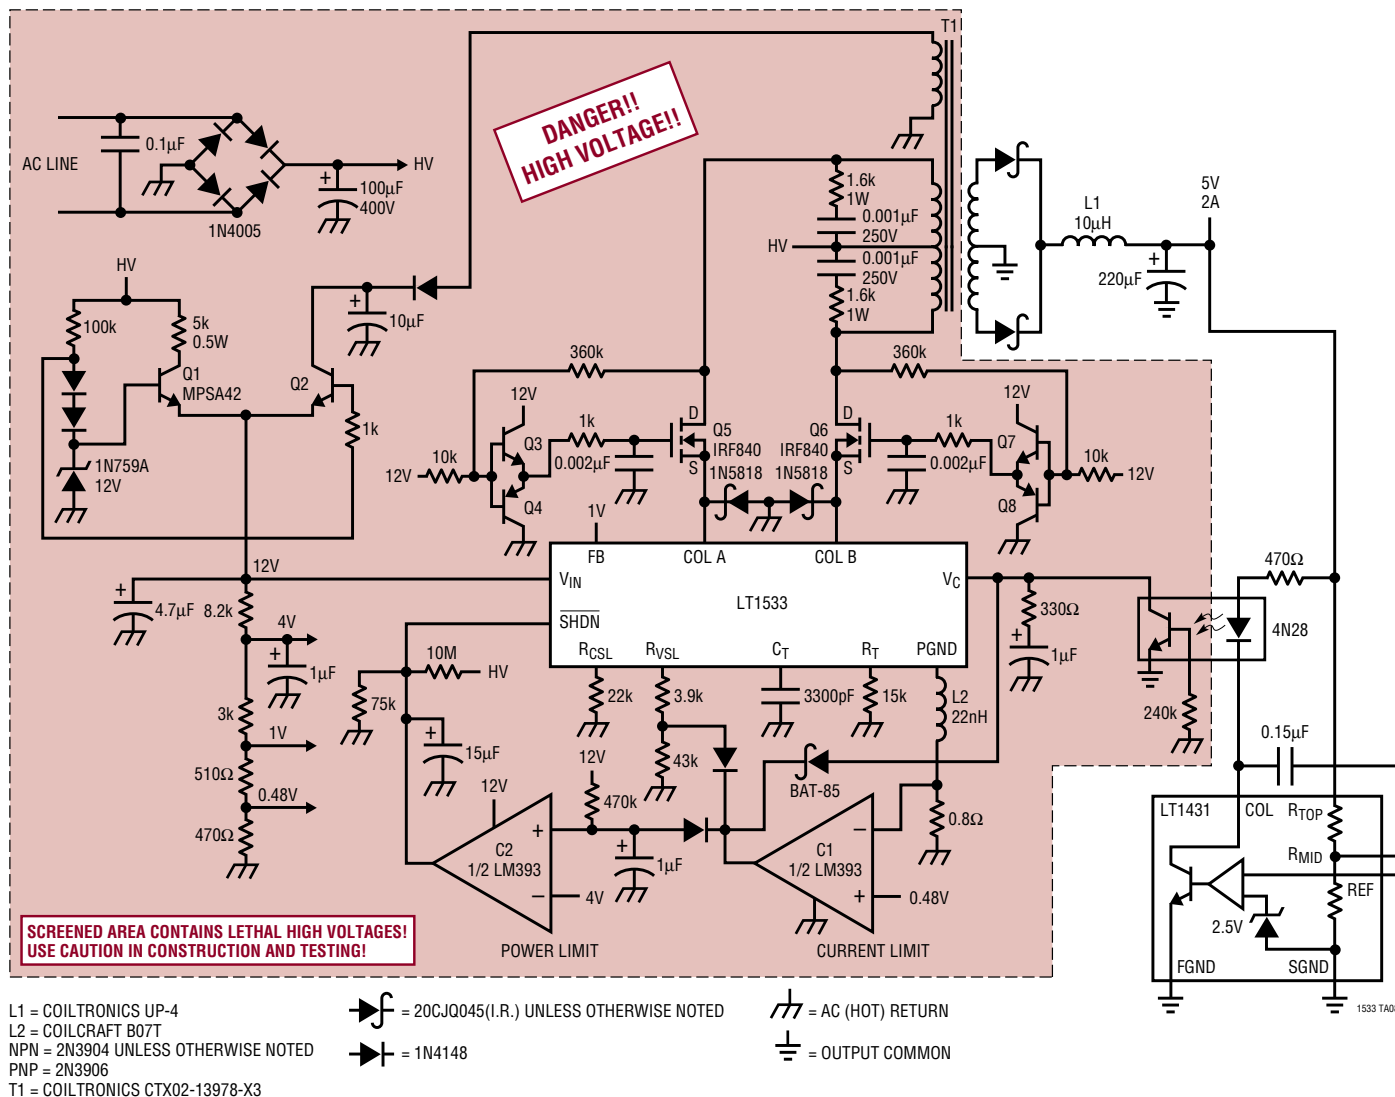 T1
DANGER!!
HIGH VOLTAGE!!
AC LINE
0.1µF
HV
100µF
400V
1N4005
1.6k
1W
0.001µF
250V
HV
0.001µF
250V
1.6k
1W
5V
2A
L1
10µH
220µF
HV
100k
5k
0.5W
10µF
Q1
MPSA42
Q2
1k
1N759A
12V
360k
360k
12V
12V
Q3
1k
D
Q5
IRF840
S
1N5818
D
Q6
IRF840
S
1N5818
1k
Q7
10k
12V
0.002µF
0.002µF
10k
12V
Q4
Q8
1V
FB
COL A
COL B
12V
VIN
VC
LT1533
SHDN
RCSL
RVSL
CT
RT
PGND
4.7µF
8.2k
4V
1µF
10M
HV
75k
22k
3.9k
3300pF
15k
L2
22nH
330Ω
1µF
470Ω
4N28
240k
3k
1V
15µF
12V
43k
BAT-85
0.15µF
510Ω
0.48V
12V
470k
0.8Ω
470Ω
C2
1/2 LM393
+
–
4V
1µF
C1
1/2 LM393
–
+
0.48V
LT1431
COL
RTOP
RMID
REF
2.5V
FGND
SGND
POWER LIMIT
CURRENT LIMIT
SCREENED AREA CONTAINS LETHAL HIGH VOLTAGES!
USE CAUTION IN CONSTRUCTION AND TESTING!
L1 = COILTRONICS UP-4
L2 = COILCRAFT B07T
NPN = 2N3904 UNLESS OTHERWISE NOTED
PNP = 2N3906
T1 = COILTRONICS CTX02-13978-X3
= 20CJQ045(I.R.) UNLESS OTHERWISE NOTED
= 1N4148
= AC (HOT) RETURN
= OUTPUT COMMON
1533 TA08